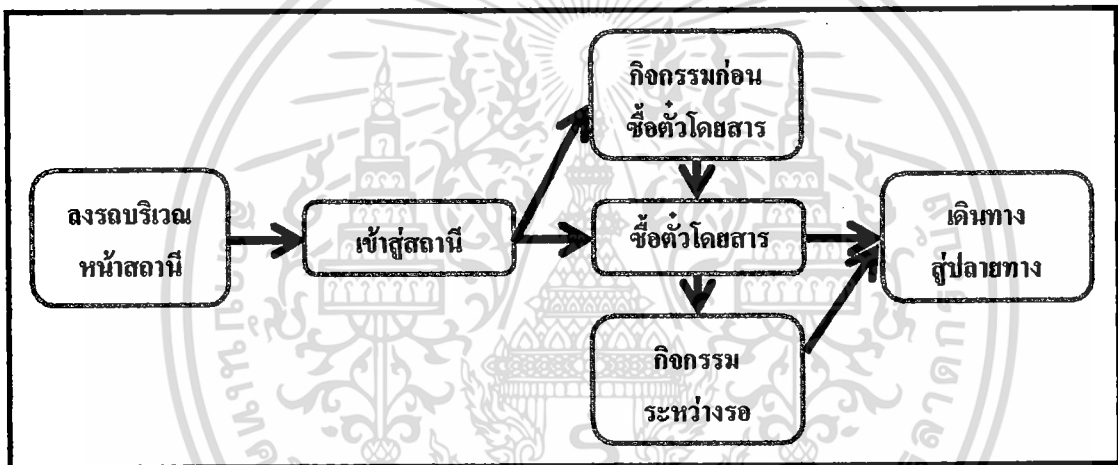 ลงรถบริเวณ
หน้าสถานี
เข้าสู่สถานี
กิจกรรมก่อน
ซื้อตั๋วโดยสาร
ซื้อตั๋วโดยสาร
กิจกรรม
ระหว่างรอ
เดินทาง
สู่ปลายทาง